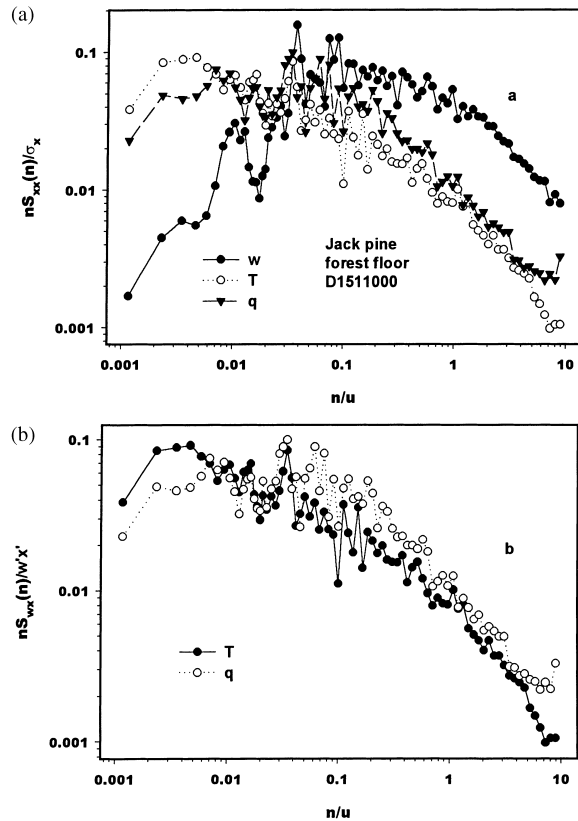 (a)
0.1
0.01
0.001
nSxx(n)/σx
a
w
T
q
Jack pine
forest floor
D1511000
0.001
0.01
0.1
1
10
n/u
(b)
0.1
0.01
0.001
nSwx(n)/w'x'
b
T
q
0.001
0.01
0.1
1
10
n/u